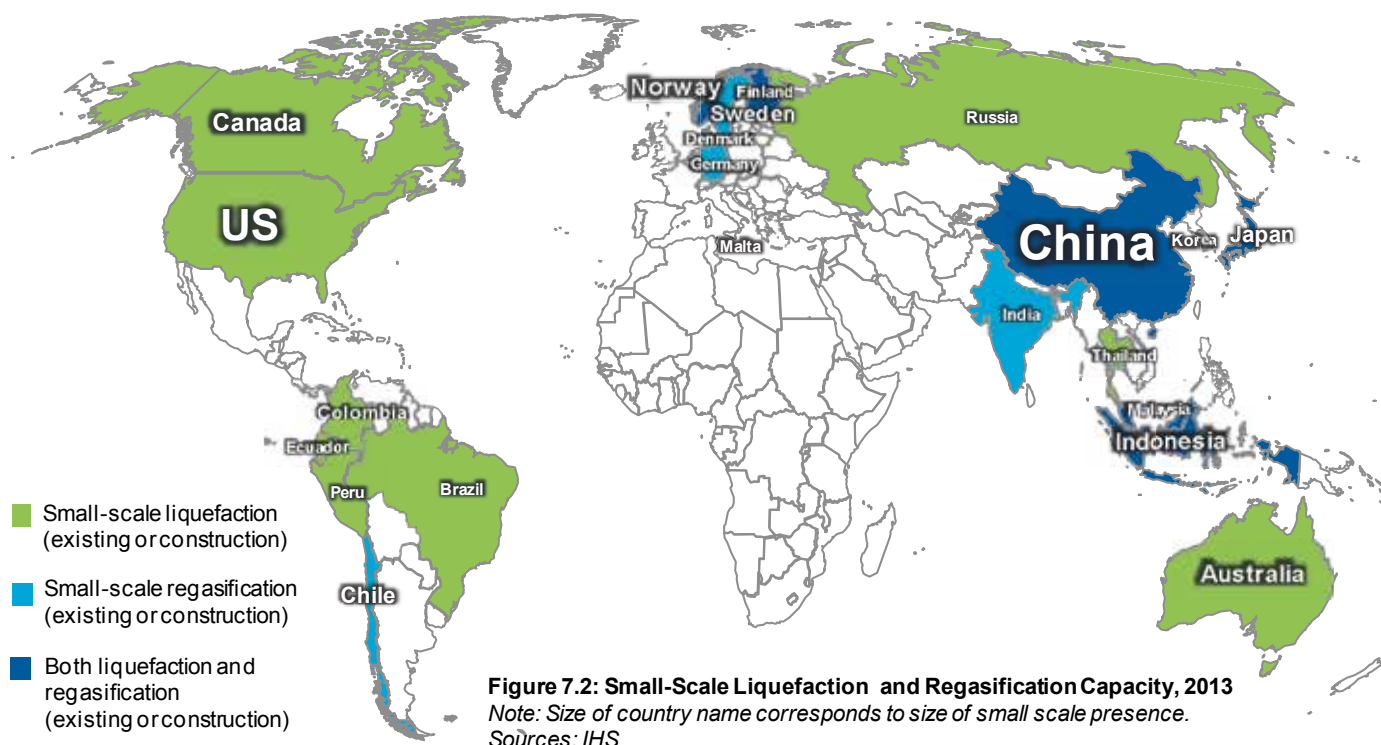 Norway
Finland
Canada
Sweden
Russia
Denmark
Germany
US
China
Korea
Japan
Malta
India
Thailand
Colombia
Malaysia
Ecuador
Indonesia
Peru
Brazil
Small-scale liquefaction
(existing or construction)
Australia
Small-scale regasification
(existing or construction)
Chile
Both liquefaction and
regasification
(existing or construction)
Figure 7.2: Small-Scale Liquefaction and Regasification Capacity, 2013
Note: Size of country name corresponds to size of small scale presence.
Sources: IHS